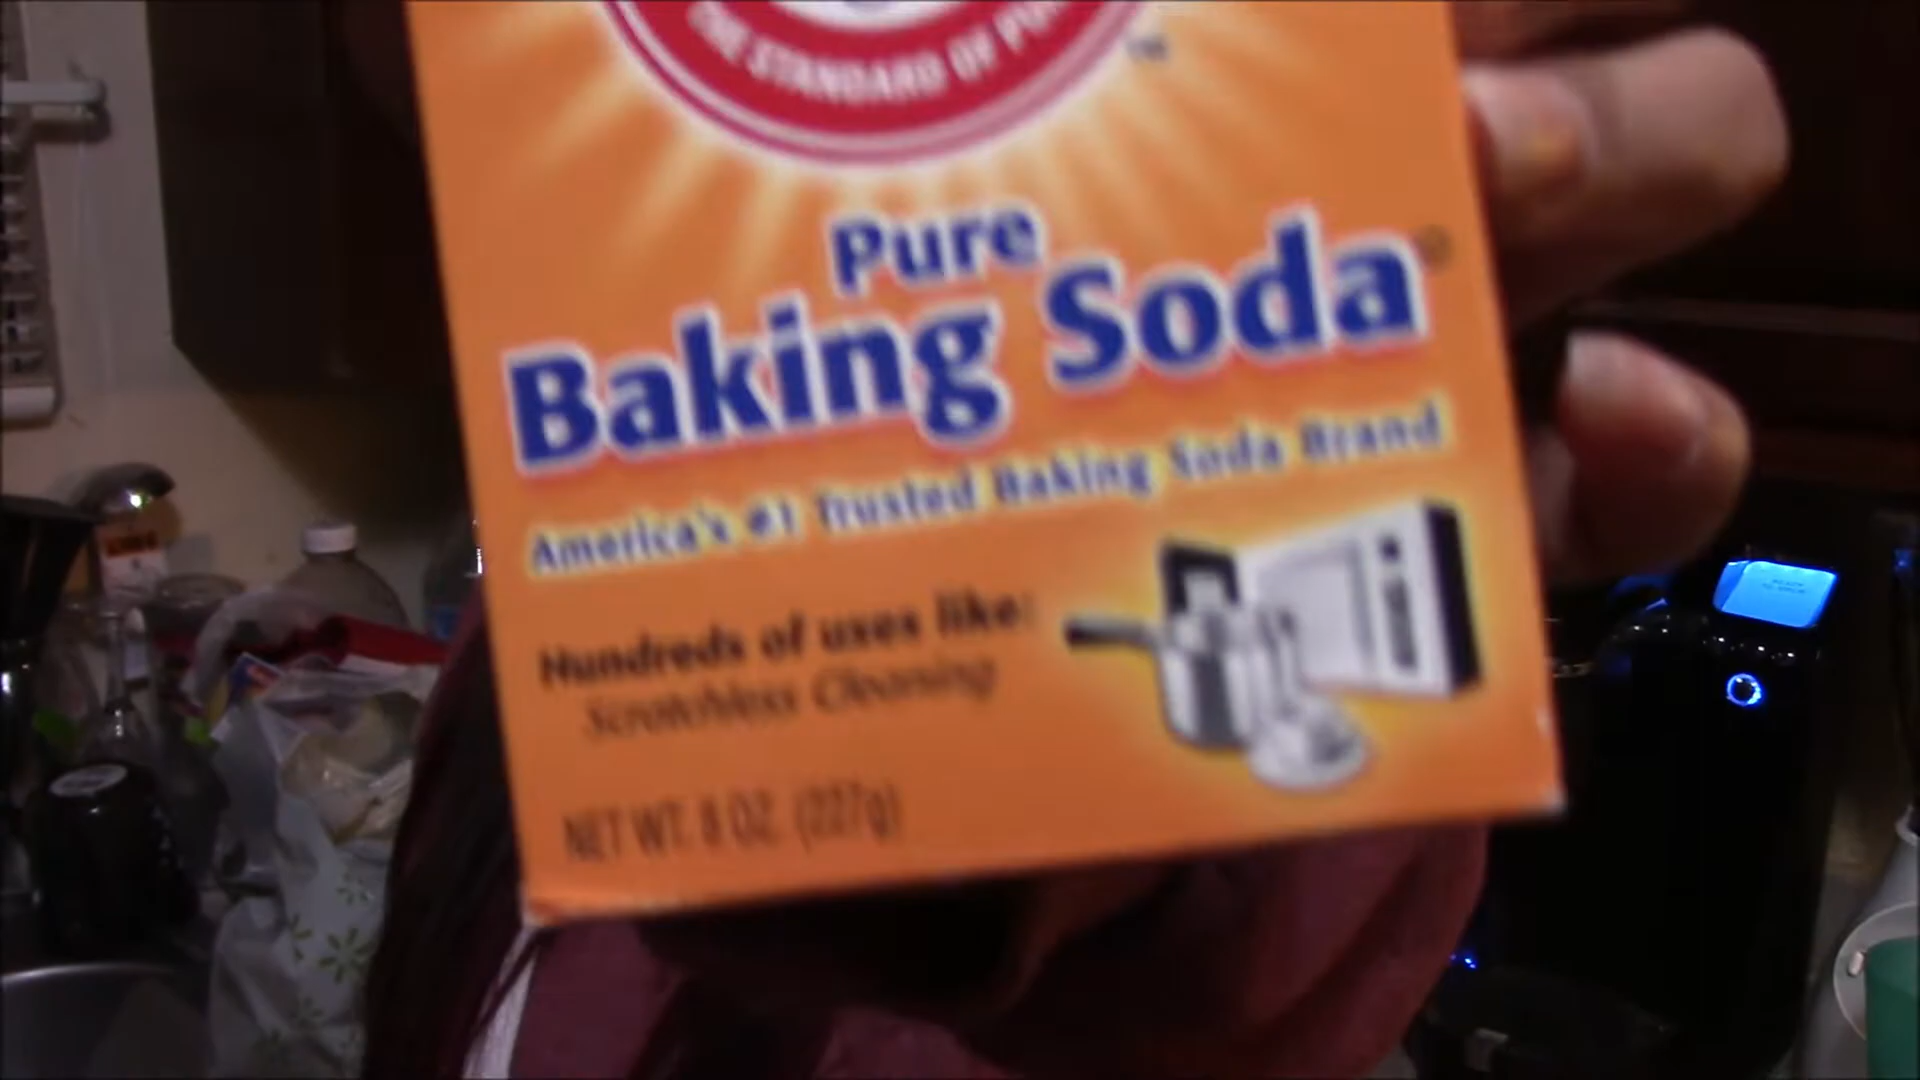 THE STANDARD OF PUR
Pure
Baking Soda
America's #1 Trusted Baking Soda Brand
Hundreds of uses like:
Scratchless Cleaning
NET WT. 8 OZ. (227g)